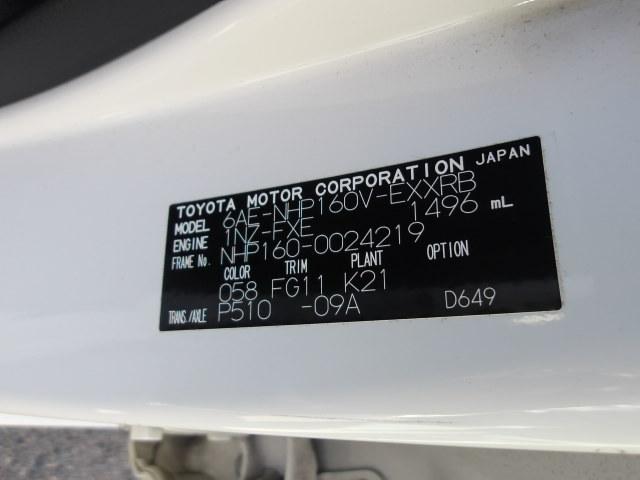 TOYOTA MOTOR CORPORATION JAPAN
MODEL 6AE-NHP160V-EXXRB
ENGINE 1NZ-FXE 1496 mL
FRAME No. NHP160-0024219
COLOR TRIM PLANT OPTION
058 FG11 K21
TRANS./AXLE P510 -09A D649